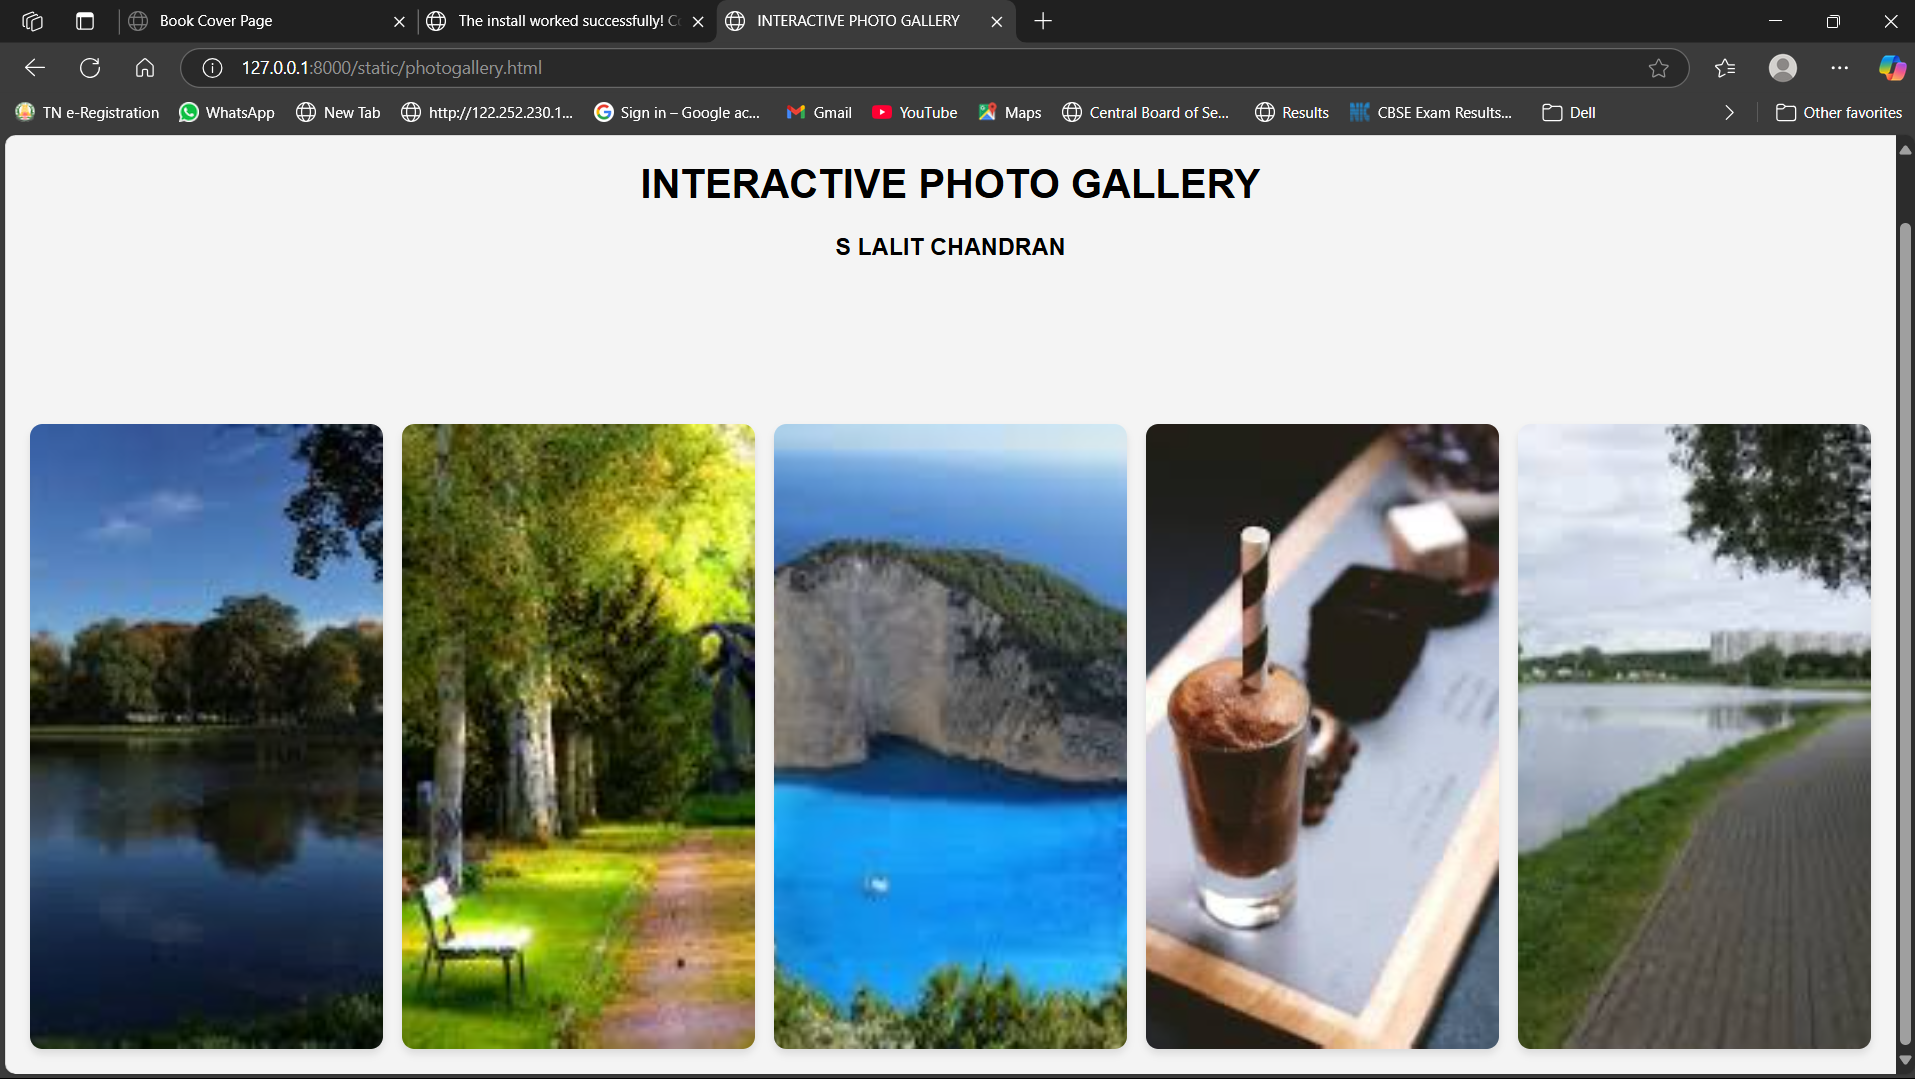 Book Cover Page
The install worked successfully! Co
INTERACTIVE PHOTO GALLERY
127.0.0.1:8000/static/photogallery.html
TN e-Registration
WhatsApp
New Tab
http://122.252.230.1...
Sign in – Google ac...
Gmail
YouTube
Maps
Central Board of Se...
Results
CBSE Exam Results...
Dell
Other favorites
INTERACTIVE PHOTO GALLERY
S LALIT CHANDRAN